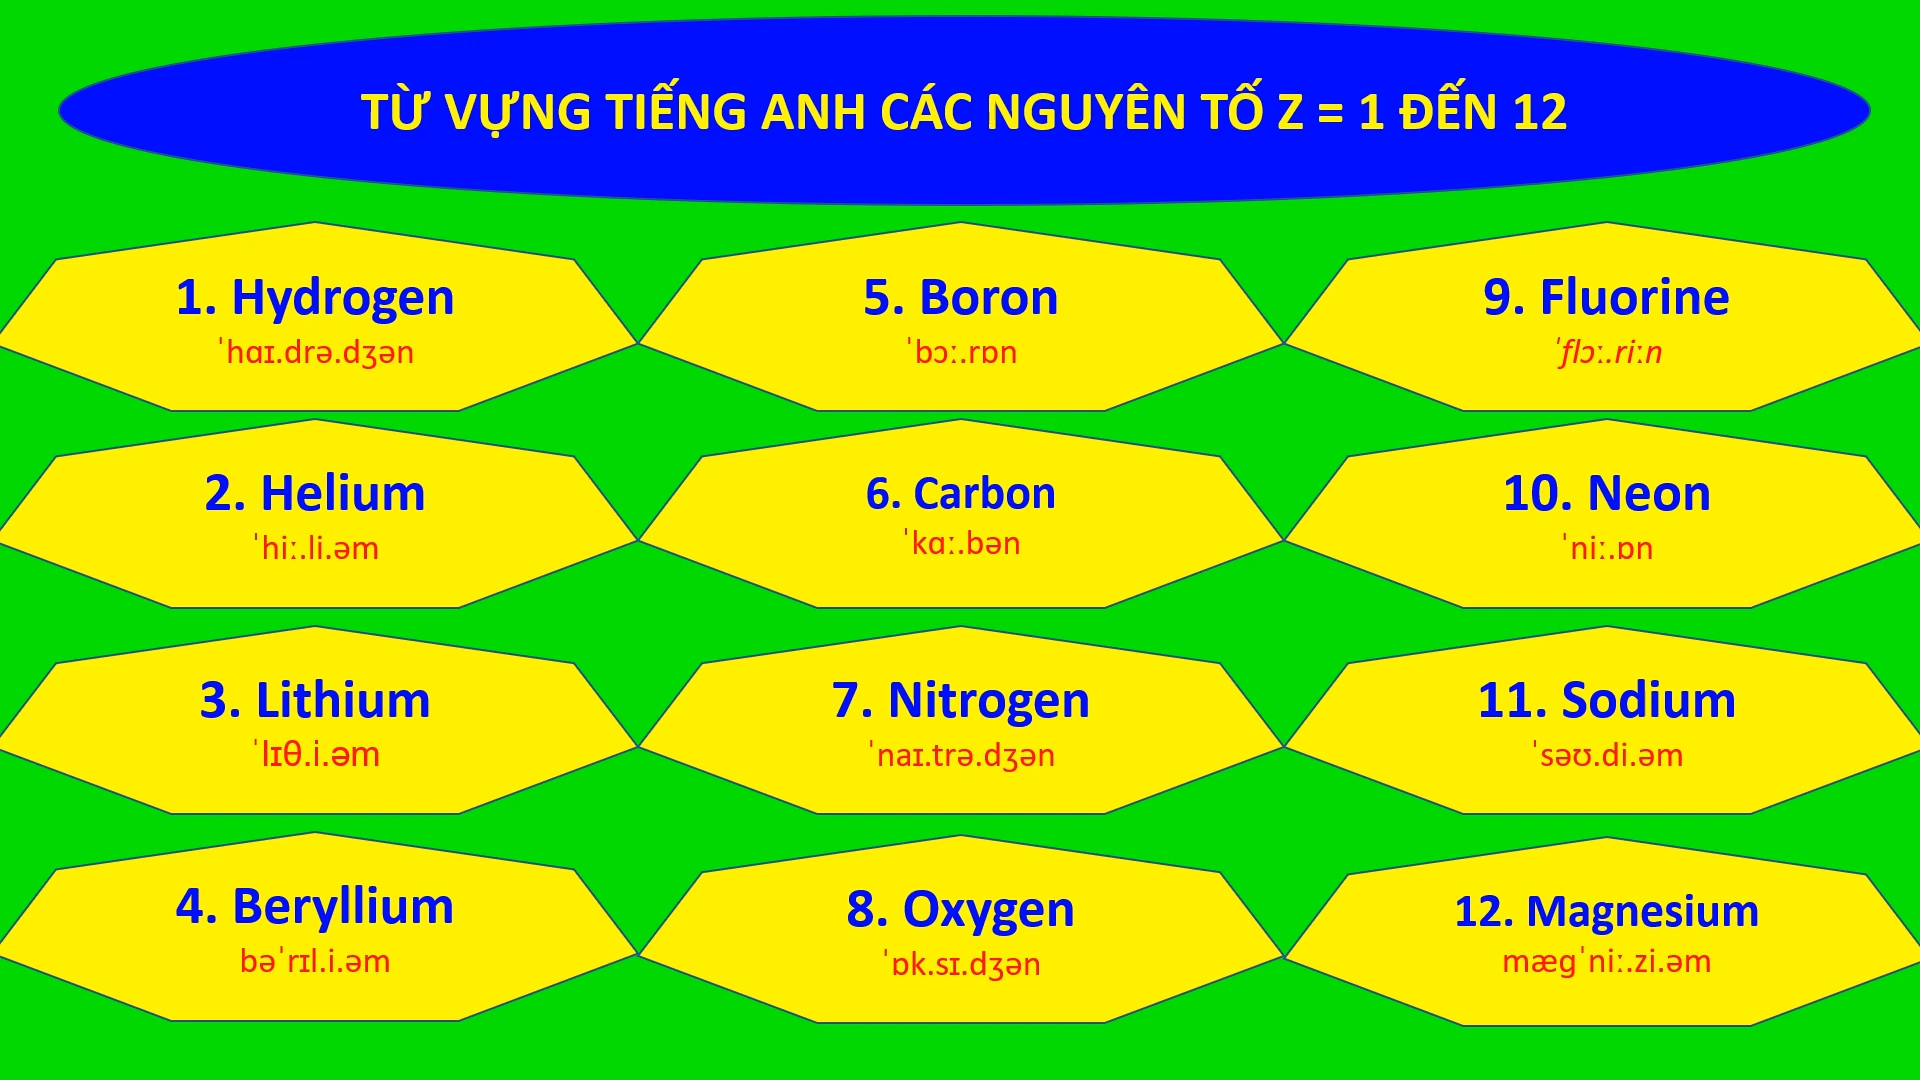 TỪ VỰNG TIẾNG ANH CÁC NGUYÊN TỐ Z = 1 ĐẾN 12
1. Hydrogen
ˈhɑɪ.drə.dʒən
2. Helium
ˈhiː.li.əm
3. Lithium
ˈlɪθ.i.əm
4. Beryllium
bəˈrɪl.i.əm
5. Boron
ˈbɔː.rɒn
6. Carbon
ˈkɑː.bən
7. Nitrogen
ˈnaɪ.trə.dʒən
8. Oxygen
ˈɒk.sɪ.dʒən
9. Fluorine
ˈflɔː.riːn
10. Neon
ˈniː.ɒn
11. Sodium
ˈsəʊ.di.əm
12. Magnesium
mæɡˈniː.zi.əm